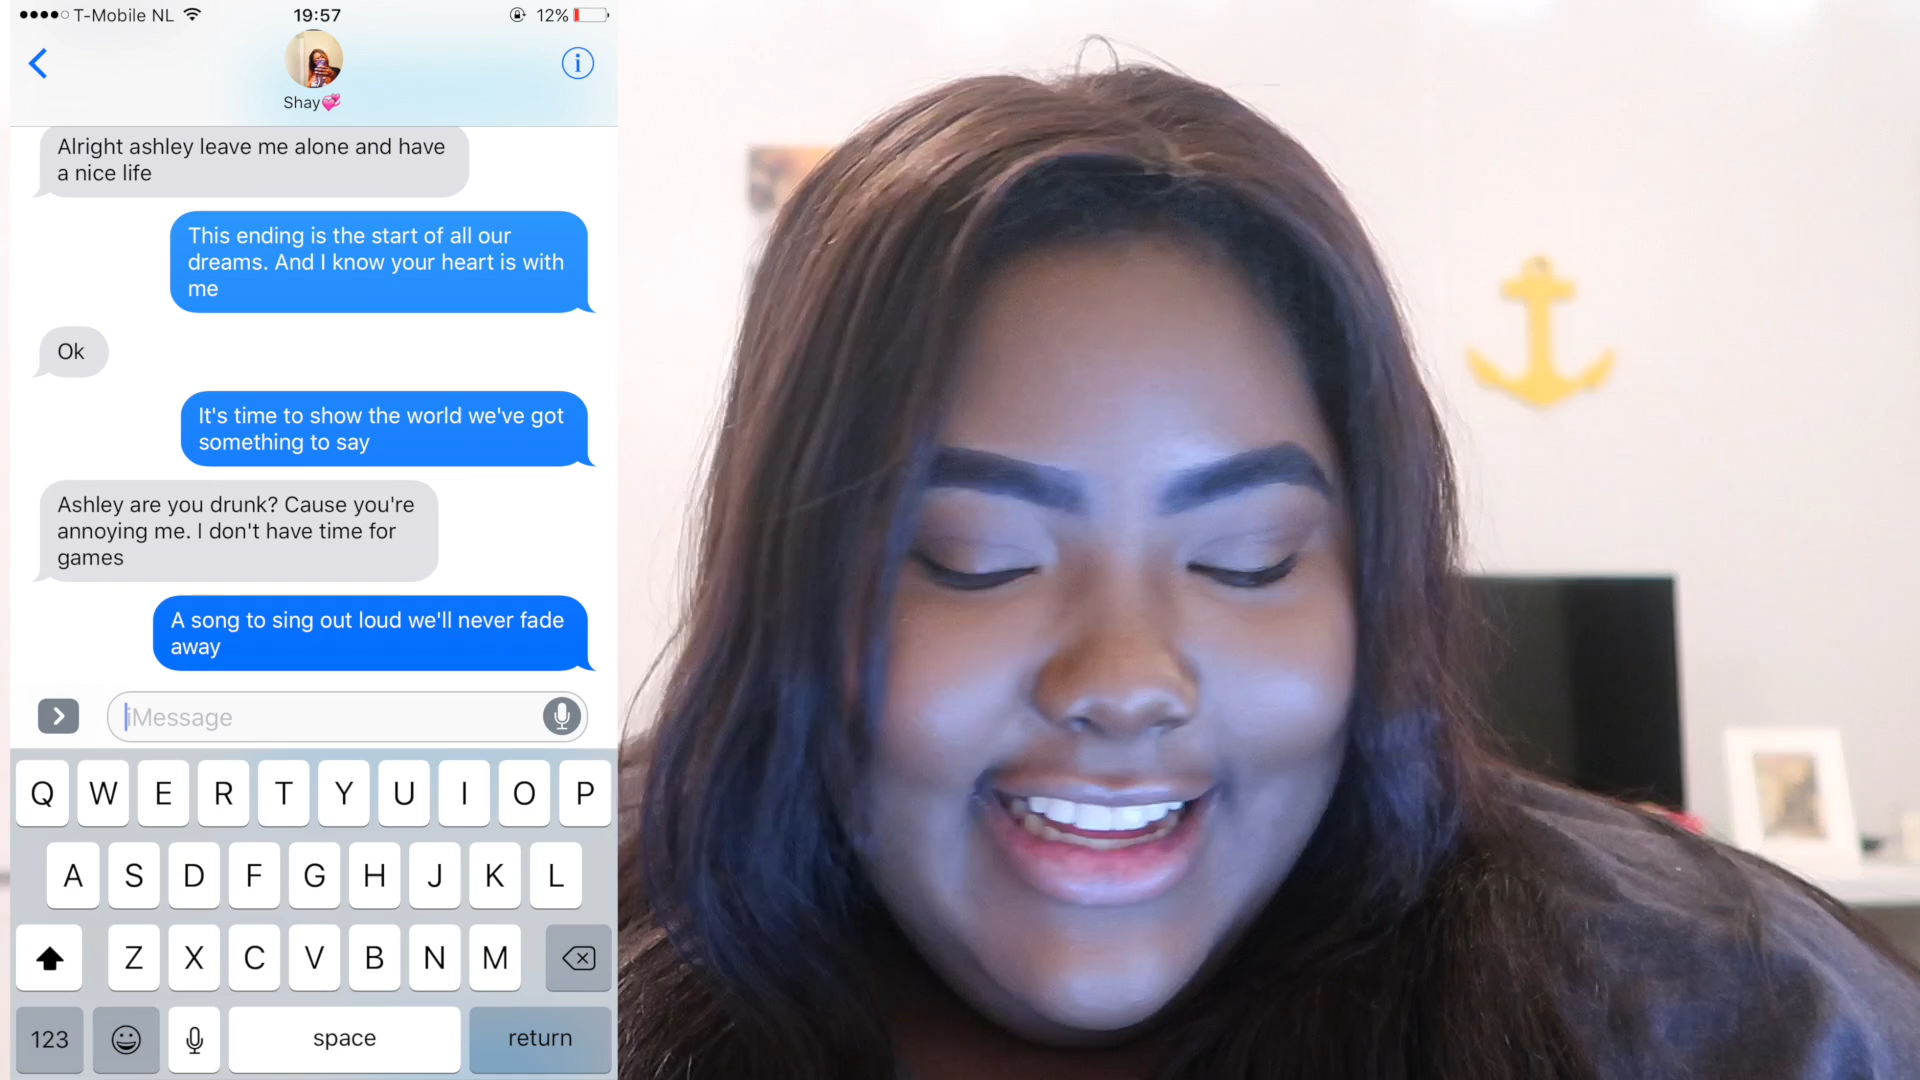 T-Mobile NL 19:57 12%
Shay
Alright ashley leave me alone and have
a nice life
This ending is the start of all our
dreams. And I know your heart is with
me
Ok
It's time to show the world we've got
something to say
Ashley are you drunk? Cause you're
annoying me. I don't have time for
games
A song to sing out loud we'll never fade
away
iMessage
Q W E R T Y U I O P
A S D F G H J K L
Z X C V B N M
123 space return